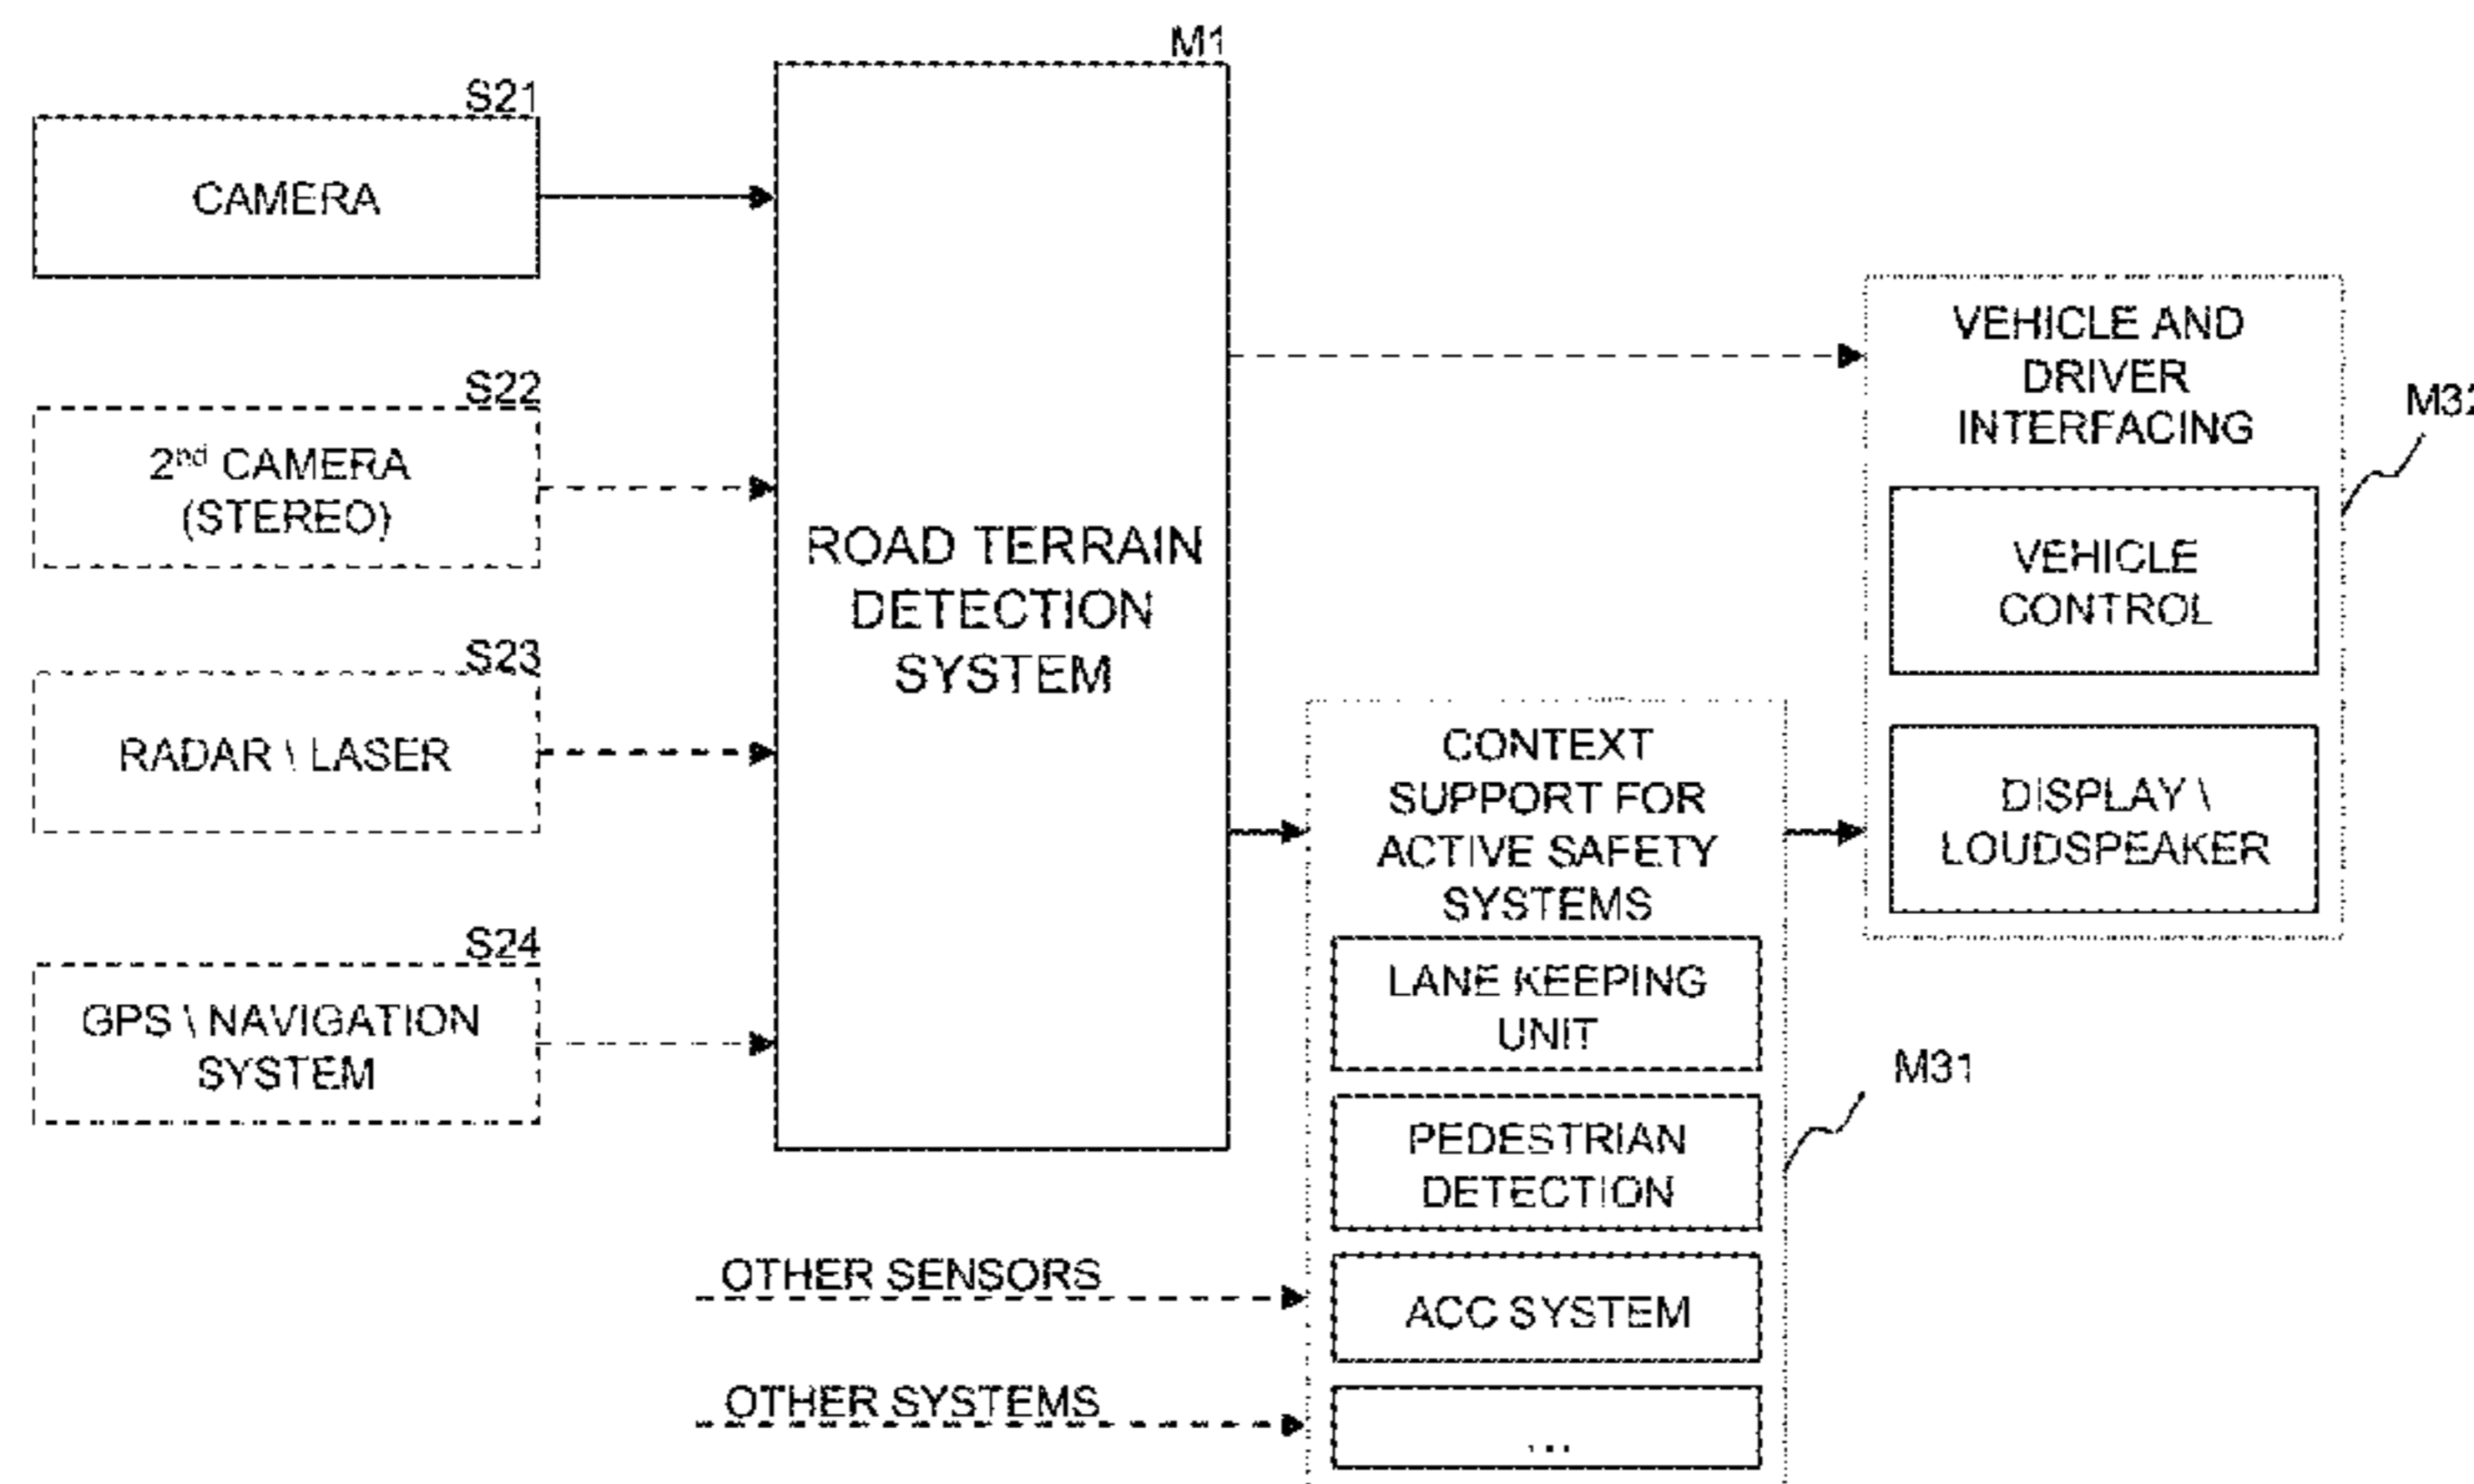 M1
S21
CAMERA
S22
2nd CAMERA
(STEREO)
S23
RADAR \ LASER
S24
GPS \ NAVIGATION
SYSTEM
ROAD TERRAIN
DETECTION
SYSTEM
VEHICLE AND
DRIVER
INTERFACING
M32
VEHICLE
CONTROL
DISPLAY \
LOUDSPEAKER
CONTEXT
SUPPORT FOR
ACTIVE SAFETY
SYSTEMS
LANE KEEPING
UNIT
M31
PEDESTRIAN
DETECTION
OTHER SENSORS
ACC SYSTEM
OTHER SYSTEMS
...